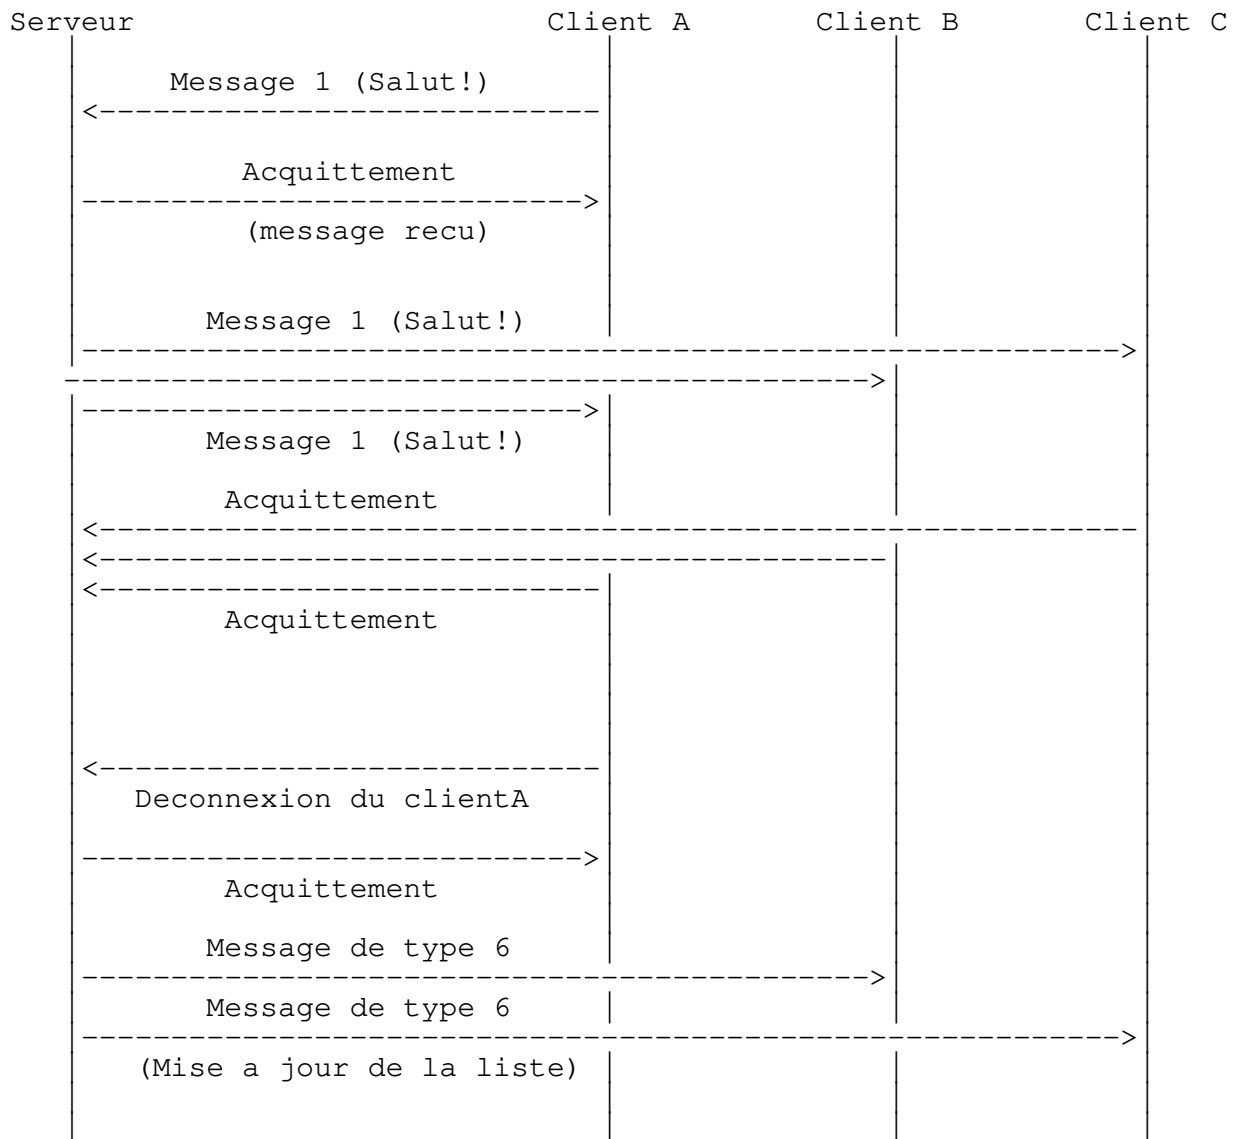 Serveur Client A Client B Client C
Message 1 (Salut!)
Acquittement
(message recu)
Message 1 (Salut!)
Message 1 (Salut!)
Acquittement
Acquittement
Deconnexion du clientA
Acquittement
Message de type 6
Message de type 6
(Mise a jour de la liste)